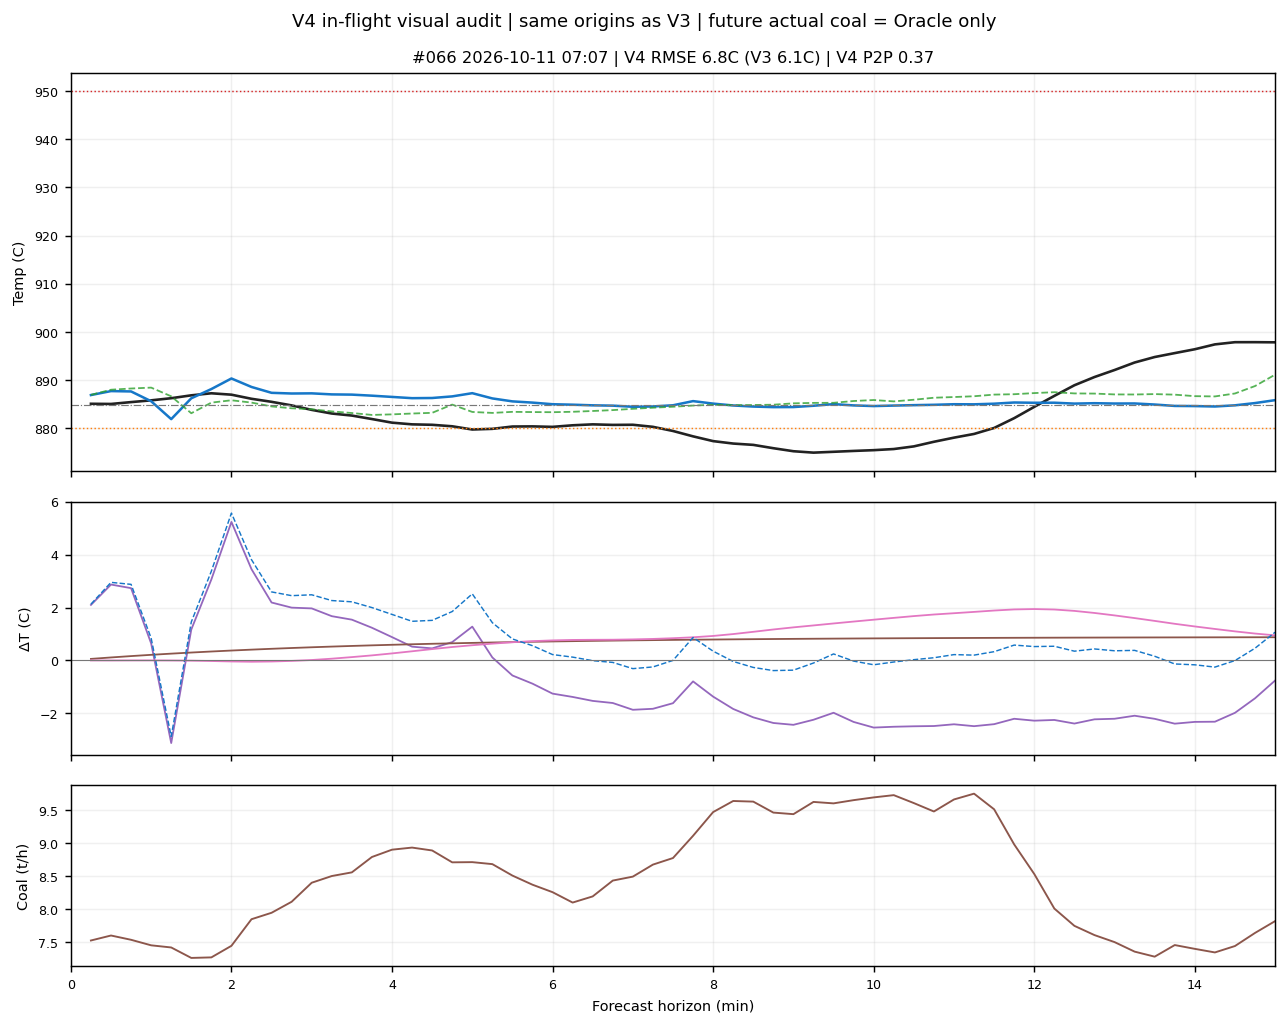 V4 in-flight visual audit | same origins as V3 | future actual coal = Oracle only
#066 2026-10-11 07:07 | V4 RMSE 6.8C (V3 6.1C) | V4 P2P 0.37
950
940
930
920
910
900
890
880
Temp (C)
6
4
2
0
−2
ΔT (C)
9.5
9.0
8.5
8.0
7.5
Coal (t/h)
0 2 4 6 8 10 12 14
Forecast horizon (min)